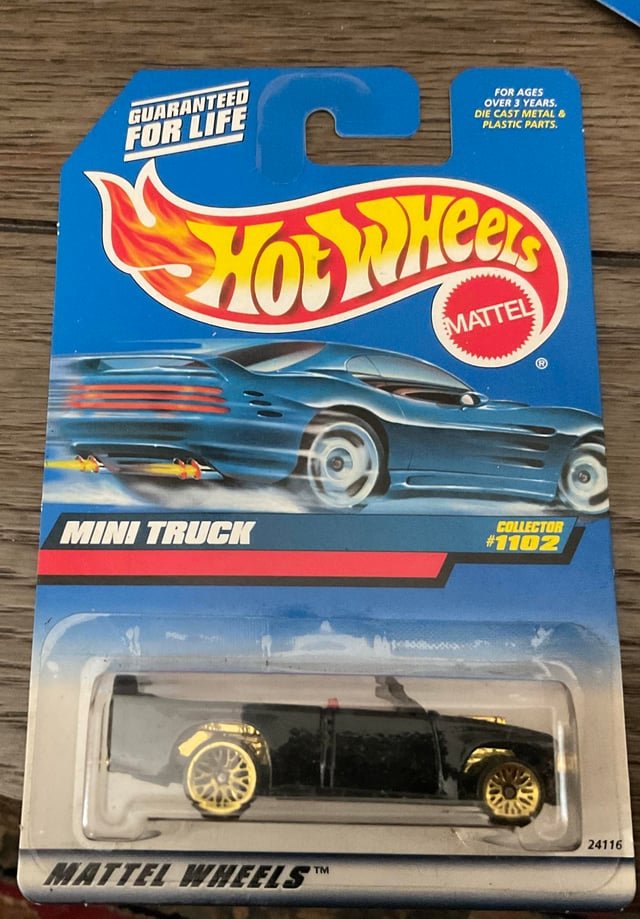 GUARANTEED
FOR LIFE
FOR AGES
OVER 3 YEARS.
DIE CAST METAL &
PLASTIC PARTS.
HOT WHEELS
MATTEL
®
MINI TRUCK
COLLECTOR
#1102
24116
MATTEL WHEELS™